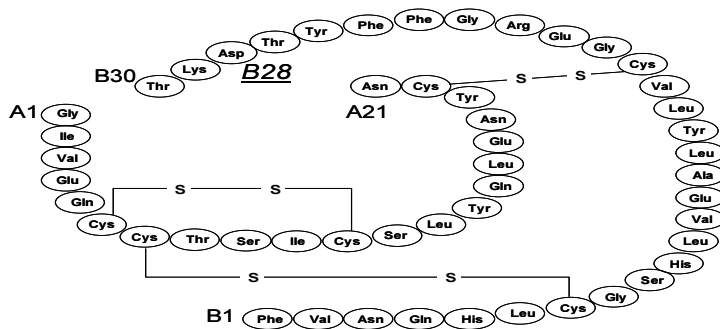 B30 Thr Lys Asp Thr Tyr Phe Phe Gly Arg Glu Gly Cys Val Leu Tyr Leu Ala Glu Val Leu His Ser Gly
B28
A1 Gly Ile Val Glu Gln Cys Cys Thr Ser Ile Cys Ser Leu Tyr Gln Leu Glu Asn Tyr Cys Asn
A21
S S
S S
S S
B1 Phe Val Asn Gln His Leu Cys